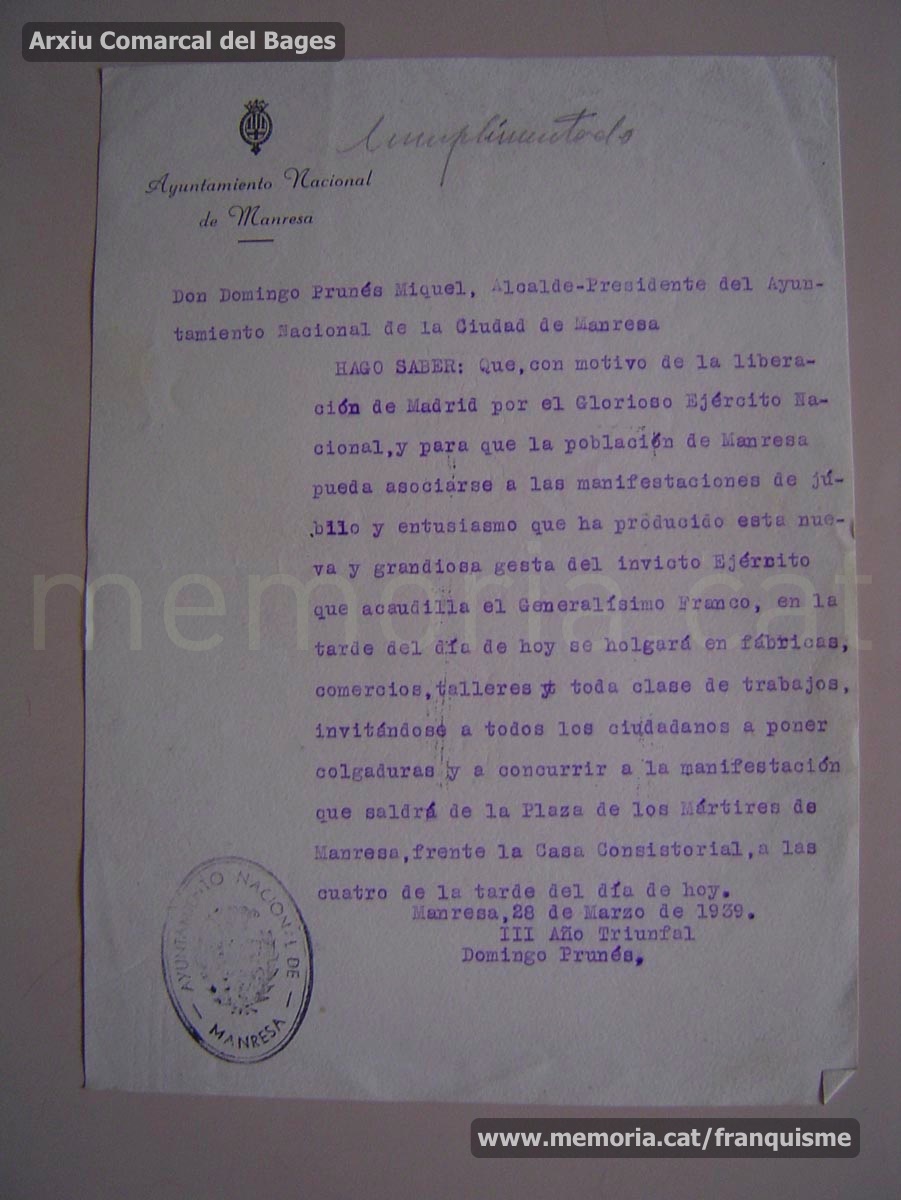 Arxiu Comarcal del Bages
Cumplimentado
Ayuntamiento Nacional
de Manresa
Don Domingo Prunés Miquel, Alcalde-Presidente del Ayun-
tamiento Nacional de la Ciudad de Manresa
HAGO SABER: Que,con motivo de la libera-
ción de Madrid por el Glorioso Ejército Na-
cional,y para que la población de Manresa
pueda asociarse a las manifestaciones de jú-
bilo y entusiasmo que ha producido esta nue-
va y grandiosa gesta del invicto Ejército
que acaudilla el Generalísimo Franco, en la
tarde del día de hoy se holgará en fábricas,
comercios,talleres y toda clase de trabajos,
invitándose a todos los ciudadanos a poner
colgaduras y a concurrir a la manifestación
que saldrá de la Plaza de los Mártires de
Manresa,frente la Casa Consistorial,a las
cuatro de la tarde del día de hoy.
Manresa,28 de Marzo de 1939.
III Año Triunfal
Domingo Prunés,
AYUNTAMIENTO NACIONAL DE
— MANRESA —
memoria.cat
www.memoria.cat/franquisme